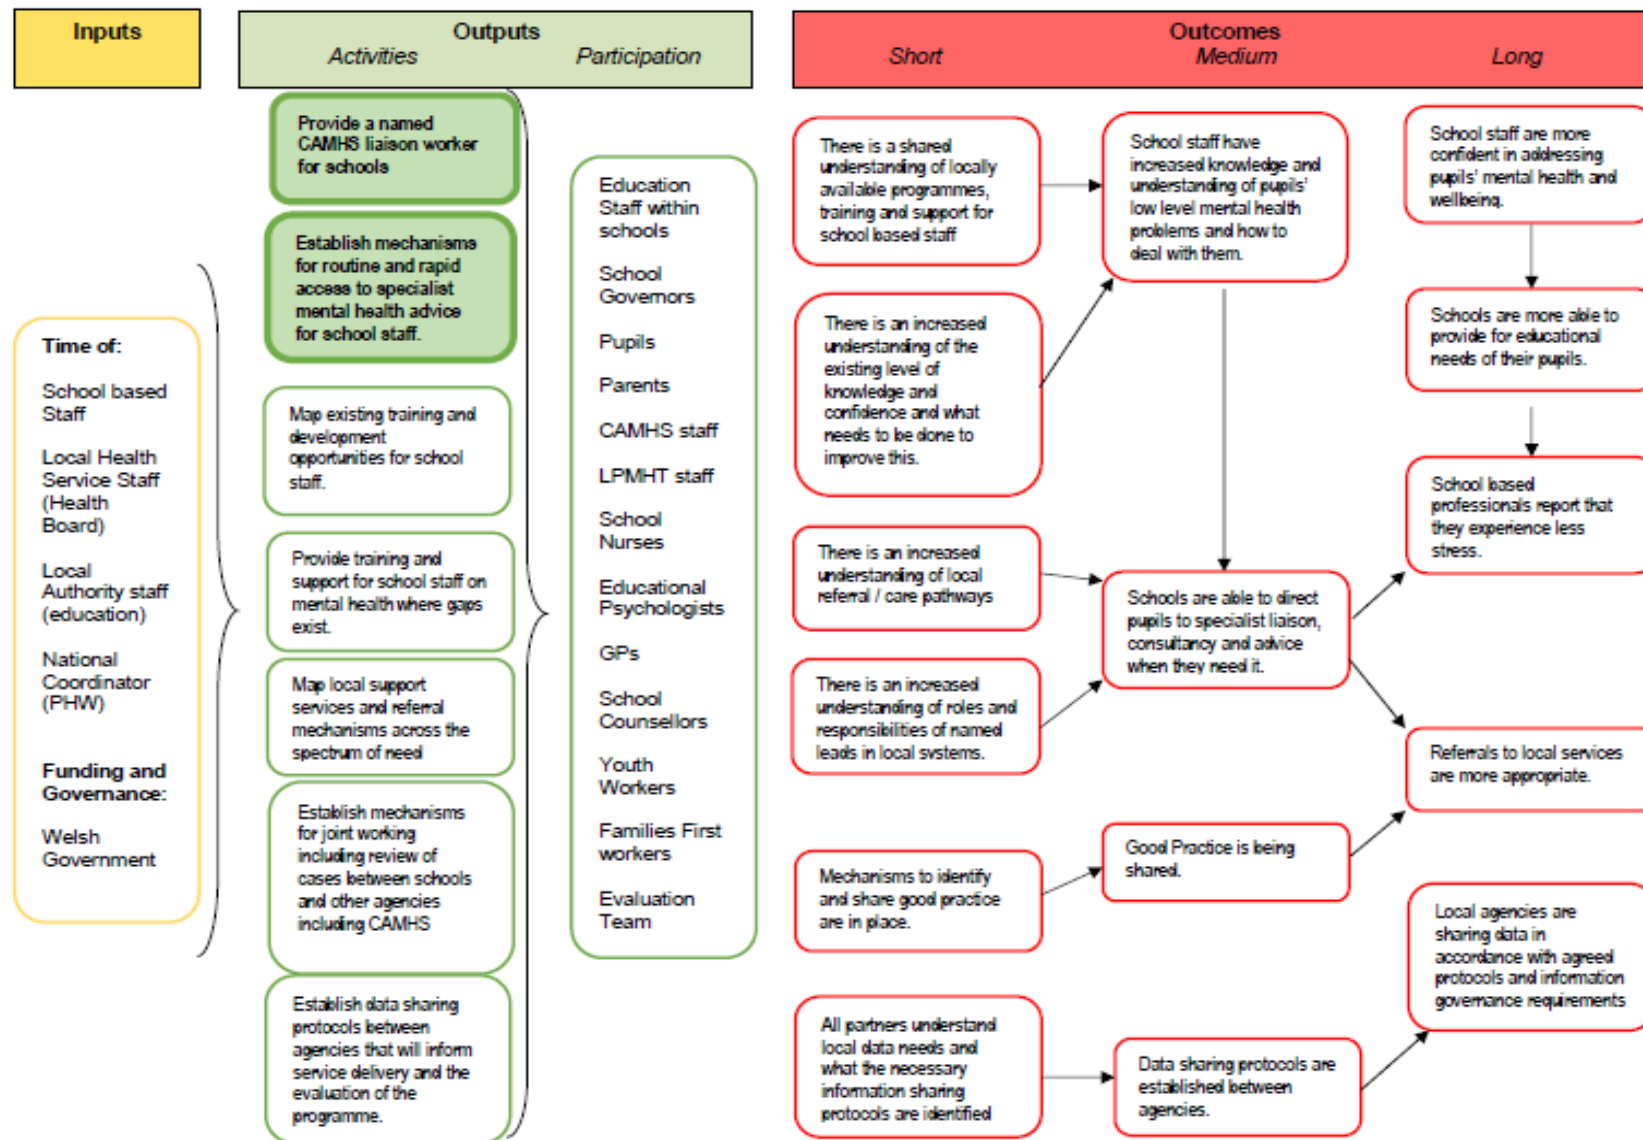 Inputs
Outputs
Activities
Participation
Outcomes
Short
Medium
Long
Time of:
School based
Staff
Local Health
Service Staff
(Health
Board)
Local
Authority staff
(education)
National
Coordinator
(PHW)
Funding and
Governance:
Welsh
Government
Provide a named
CAMHS liaison worker
for schools
Establish mechanisms
for routine and rapid
access to specialist
mental health advice
for school staff.
Map existing training and
development
opportunities for school
staff.
Provide training and
support for school staff on
mental health where gaps
exist.
Map local support
services and referral
mechanisms across the
spectrum of need
Establish mechanisms
for joint working
including review of
cases between schools
and other agencies
including CAMHS
Establish data sharing
protocols between
agencies that will inform
service delivery and the
evaluation of the
programme.
Education
Staff within
schools
School
Governors
Pupils
Parents
CAMHS staff
LPMHT staff
School
Nurses
Educational
Psychologists
GPs
School
Counsellors
Youth
Workers
Families First
workers
Evaluation
Team
There is a shared
understanding of locally
available programmes,
training and support for
school based staff
There is an increased
understanding of the
existing level of
knowledge and
confidence and what
needs to be done to
improve this.
There is an increased
understanding of local
referral / care pathways
There is an increased
understanding of roles and
responsibilities of named
leads in local systems.
Mechanisms to identify
and share good practice
are in place.
All partners understand
local data needs and
what the necessary
information sharing
protocols are identified
School staff have
increased knowledge and
understanding of pupils'
low level mental health
problems and how to
deal with them.
Schools are able to direct
pupils to specialist liaison,
consultancy and advice
when they need it.
Good Practice is being
shared.
Data sharing protocols are
established between
agencies.
School staff are more
confident in addressing
pupils' mental health and
wellbeing.
Schools are more able to
provide for educational
needs of their pupils.
School based
professionals report that
they experience less
stress.
Referrals to local services
are more appropriate.
Local agencies are
sharing data in
accordance with agreed
protocols and information
governance requirements